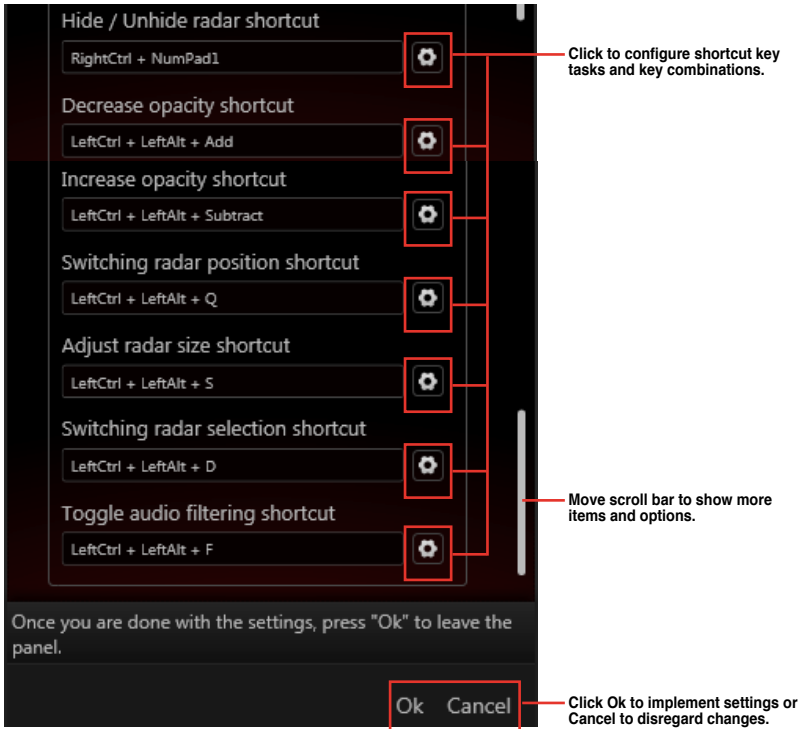 Hide / Unhide radar shortcut
RightCtrl + NumPad1
Click to configure shortcut key
tasks and key combinations.
Decrease opacity shortcut
LeftCtrl + LeftAlt + Add
Increase opacity shortcut
LeftCtrl + LeftAlt + Subtract
Switching radar position shortcut
LeftCtrl + LeftAlt + Q
Adjust radar size shortcut
LeftCtrl + LeftAlt + S
Switching radar selection shortcut
LeftCtrl + LeftAlt + D
Move scroll bar to show more
items and options.
Toggle audio filtering shortcut
LeftCtrl + LeftAlt + F
Once you are done with the settings, press "Ok" to leave the
panel.
Ok Cancel
Click Ok to implement settings or
Cancel to disregard changes.